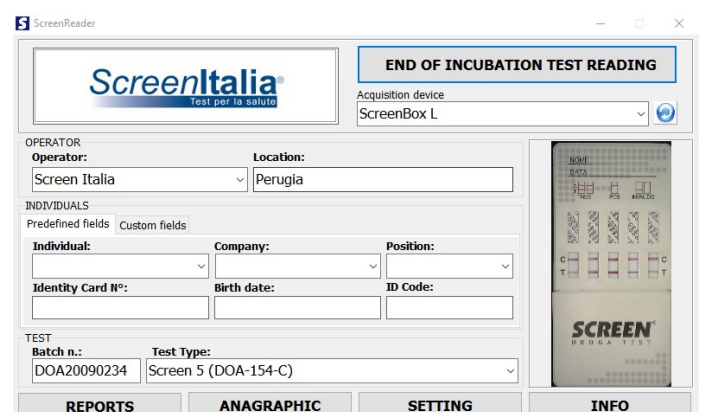 ScreenReader
ScreenItalia®
Test per la salute
END OF INCUBATION TEST READING
Acquisition device
ScreenBox L
OPERATOR
Operator:
Location:
Screen Italia
Perugia
INDIVIDUALS
Predefined fields
Custom fields
Individual:
Company:
Position:
Identity Card N°:
Birth date:
ID Code:
TEST
Batch n.:
Test Type:
DOA20090234
Screen 5 (DOA-154-C)
NOME
DATA
C
T
NEG
POS
INVALIDO
C
C
T
T
SCREEN®
DROGA TEST
REPORTS
ANAGRAPHIC
SETTING
INFO